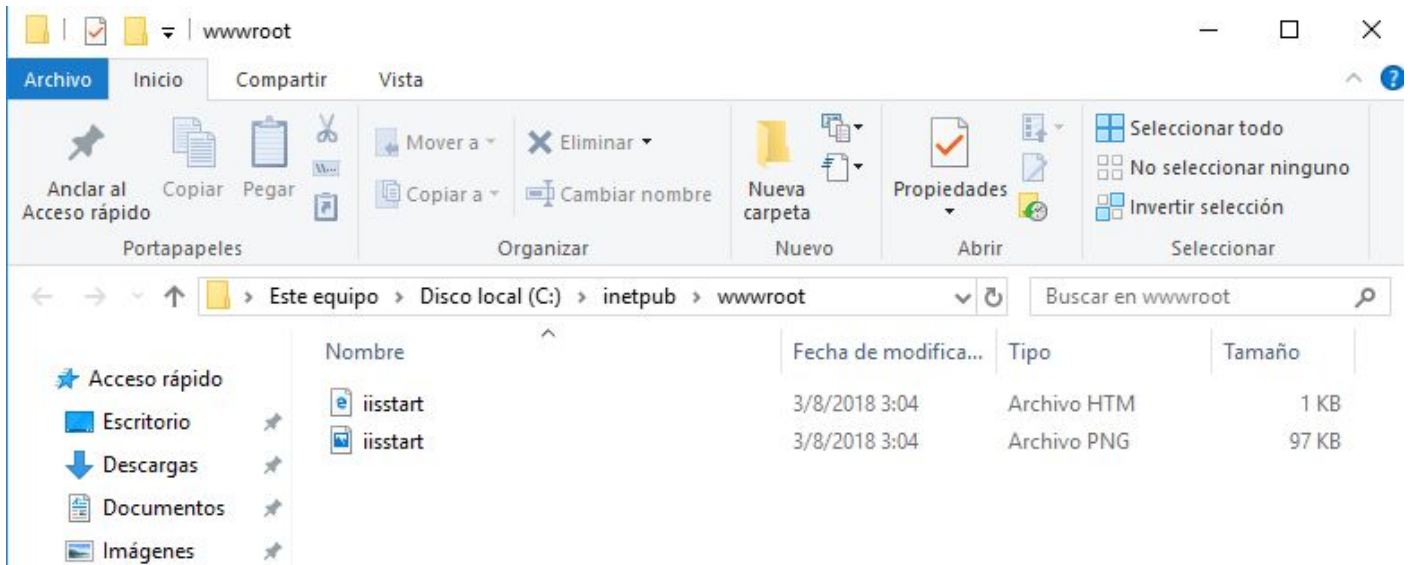 wwwroot
Archivo Inicio Compartir Vista
Anclar al Acceso rápido
Copiar
Pegar
Mover a
Copiar a
Eliminar
Cambiar nombre
Nueva carpeta
Propiedades
Seleccionar todo
No seleccionar ninguno
Invertir selección
Portapapeles Organizar Nuevo Abrir Seleccionar
Este equipo > Disco local (C:) > inetpub > wwwroot
Buscar en wwwroot
Nombre Fecha de modifica... Tipo Tamaño
Acceso rápido
Escritorio
Descargas
Documentos
Imágenes
iisstart 3/8/2018 3:04 Archivo HTM 1 KB
iisstart 3/8/2018 3:04 Archivo PNG 97 KB